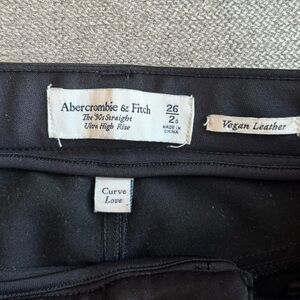 Abercrombie & Fitch
The '90s Straight
Ultra High Rise
26
2s
MADE IN
CHINA
Vegan Leather
Curve
Love